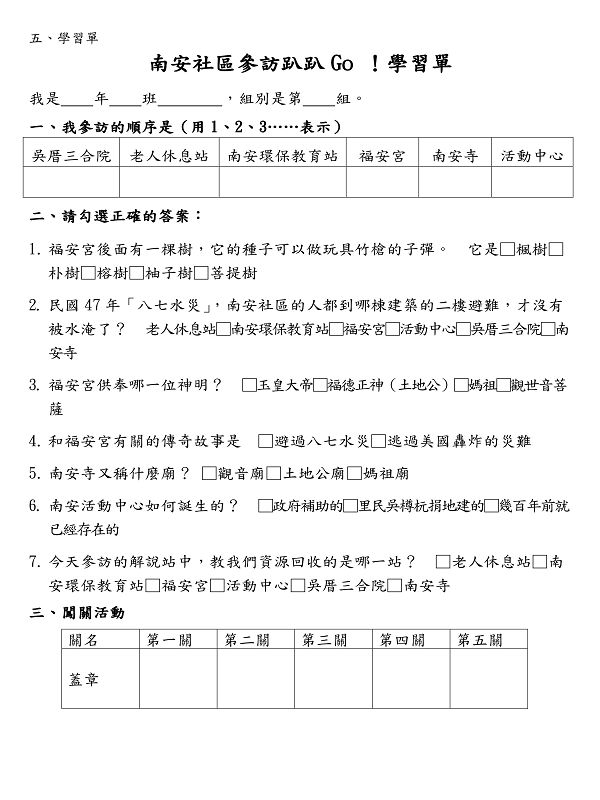 五、學習單
南安社區參訪趴趴Go ！學習單
我是____年____班________，組別是第____組。
一、我參訪的順序是（用1、2、3……表示）
吳厝三合院 老人休息站 南安環保教育站 福安宮 南安寺 活動中心
二、請勾選正確的答案：
1. 福安宮後面有一棵樹，它的種子可以做玩具竹槍的子彈。 它是□楓樹□
朴樹□榕樹□柚子樹□菩提樹
2. 民國 47 年「八七水災」，南安社區的人都到哪棟建築的二樓避難，才沒有
被水淹了？ 老人休息站□南安環保教育站□福安宮□活動中心□吳厝三合院□南
安寺
3. 福安宮供奉哪一位神明？ □玉皇大帝□福德正神（土地公）□媽祖□觀世音菩
薩
4. 和福安宮有關的傳奇故事是 □避過八七水災□逃過美國轟炸的災難
5. 南安寺又稱什麼廟？ □觀音廟□土地公廟□媽祖廟
6. 南安活動中心如何誕生的？ □政府補助的□里民吳樽杬捐地建的□幾百年前就
已經存在的
7. 今天參訪的解說站中，教我們資源回收的是哪一站？ □老人休息站□南
安環保教育站□福安宮□活動中心□吳厝三合院□南安寺
三、闖關活動
關名 第一關 第二關 第三關 第四關 第五關
蓋章